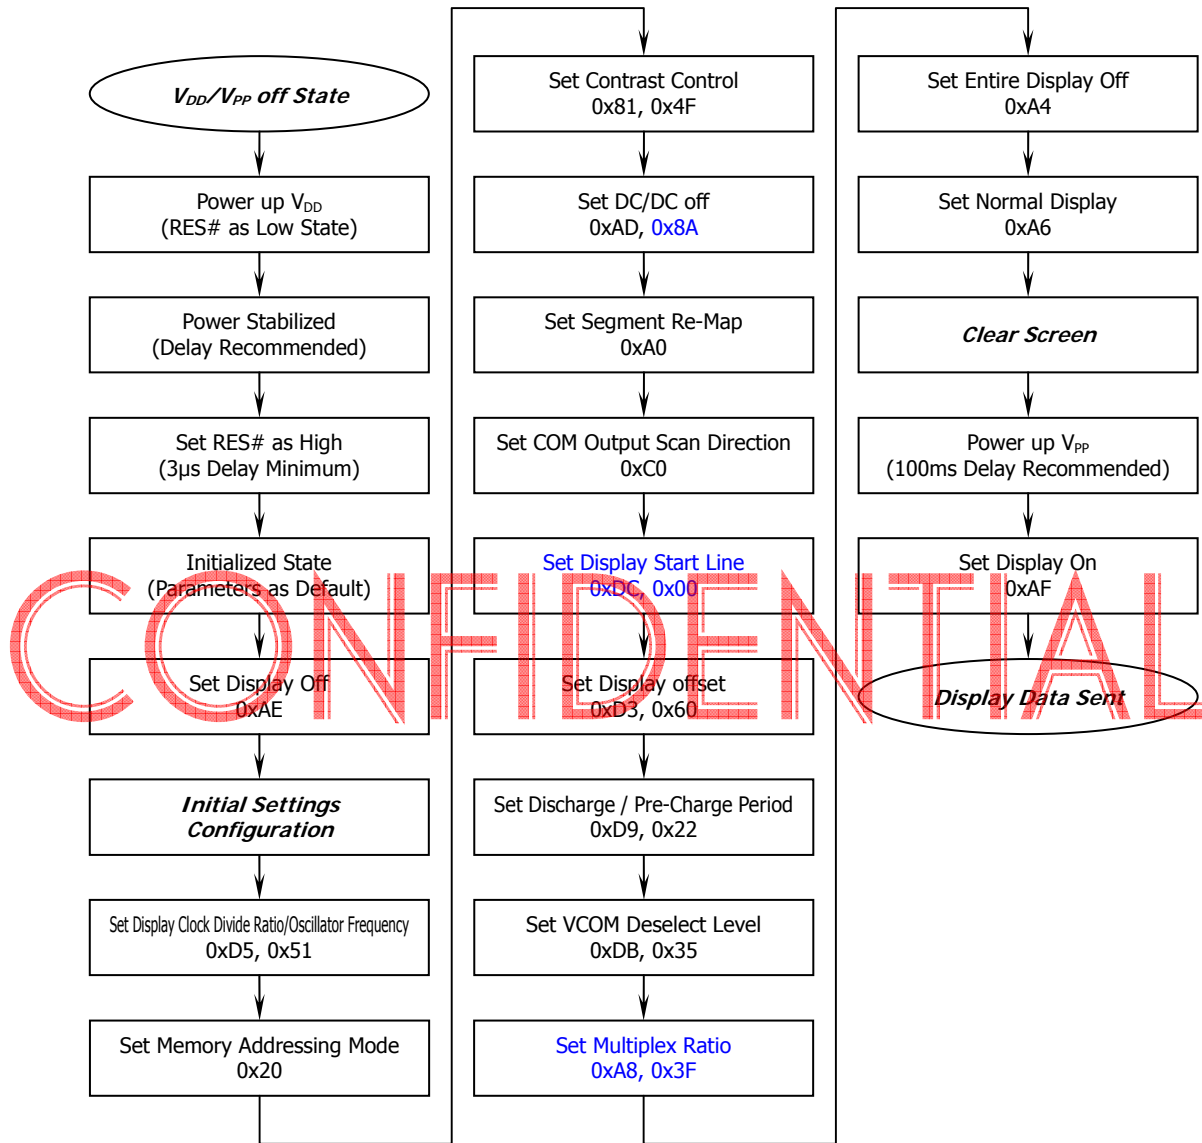 VDD/VPP off State
Power up VDD
(RES# as Low State)
Power Stabilized
(Delay Recommended)
Set RES# as High
(3μs Delay Minimum)
Initialized State
(Parameters as Default)
Set Display Off
0xAE
Initial Settings
Configuration
Set Display Clock Divide Ratio/Oscillator Frequency
0xD5, 0x51
Set Memory Addressing Mode
0x20
Set Contrast Control
0x81, 0x4F
Set DC/DC off
0xAD, 0x8A
Set Segment Re-Map
0xA0
Set COM Output Scan Direction
0xC0
Set Display Start Line
0xDC, 0x00
Set Display offset
0xD3, 0x60
Set Discharge / Pre-Charge Period
0xD9, 0x22
Set VCOM Deselect Level
0xDB, 0x35
Set Multiplex Ratio
0xA8, 0x3F
Set Entire Display Off
0xA4
Set Normal Display
0xA6
Clear Screen
Power up VPP
(100ms Delay Recommended)
Set Display On
0xAF
Display Data Sent
CONFIDENTIAL